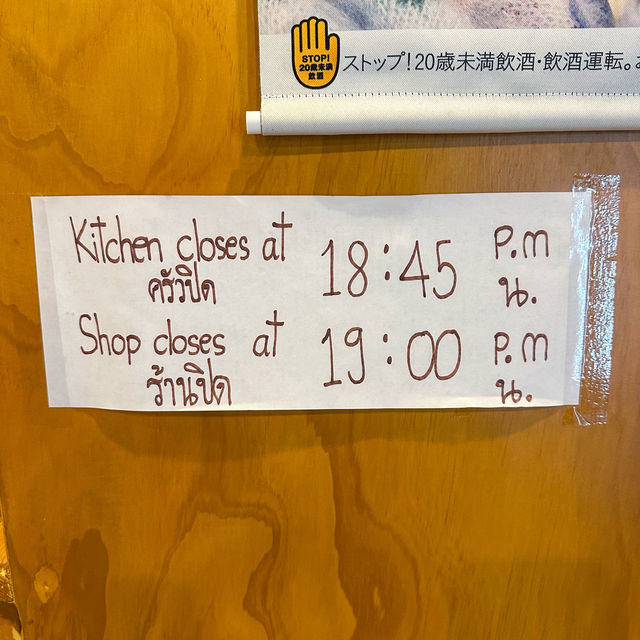 STOP!
20歳未満
飲酒
ストップ!20歳未満飲酒・飲酒運転。
Kitchen closes at 18:45 P.m
ครัวปิด น.
Shop closes at 19:00 P.m
ร้านปิด น.